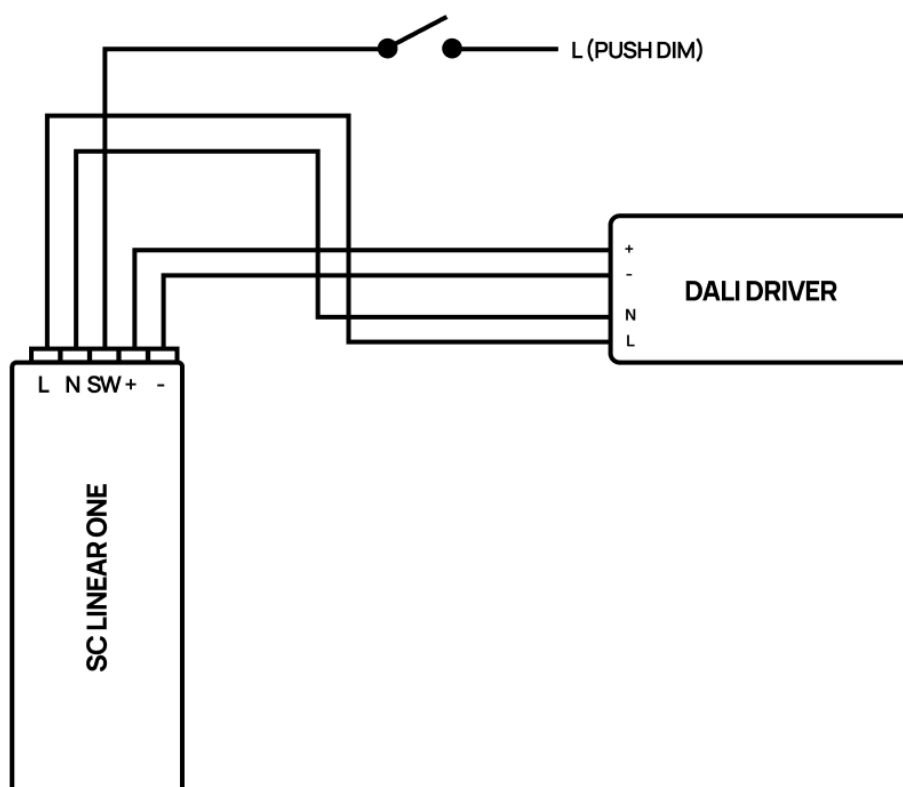 L (PUSH DIM)
+
-
DALI DRIVER
N
L
L N SW + -
SC LINEAR ONE